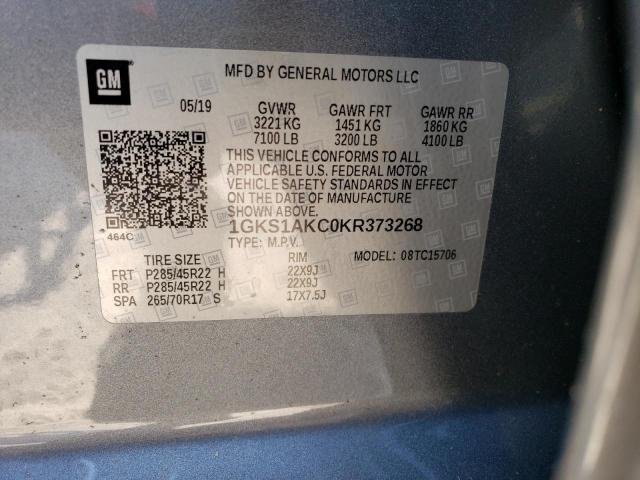 GM
MFD BY GENERAL MOTORS LLC
05/19 GVWR GAWR FRT GAWR RR
3221 KG 1451 KG 1860 KG
7100 LB 3200 LB 4100 LB
THIS VEHICLE CONFORMS TO ALL
APPLICABLE U.S. FEDERAL MOTOR
VEHICLE SAFETY STANDARDS IN EFFECT
ON THE DATE OF MANUFACTURE
SHOWN ABOVE.
1GKS1AKC0KR373268
464C TYPE: M.P.V. MODEL: 08TC15706
TIRE SIZE RIM
FRT P285/45R22 H 22X9J
RR P285/45R22 H 22X9J
SPA 265/70R17 S 17X7.5J